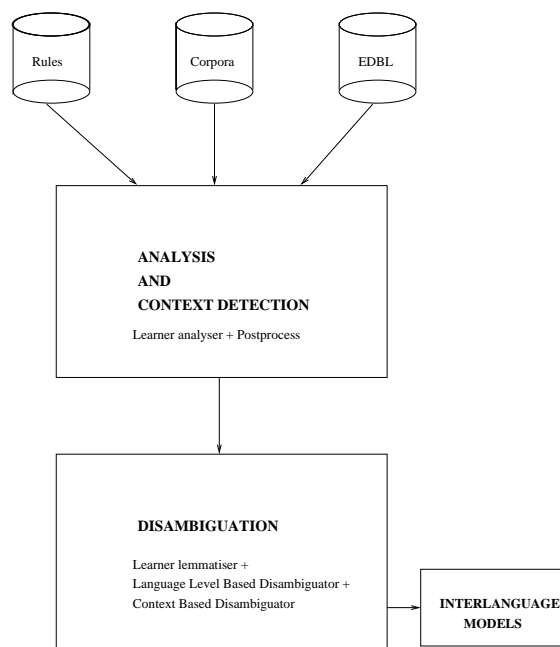 Rules
Corpora
EDBL
ANALYSIS
AND
CONTEXT DETECTION
Learner analyser + Postprocess
DISAMBIGUATION
Learner lemmatiser +
Language Level Based Disambiguator +
Context Based Disambiguator
INTERLANGUAGE
MODELS